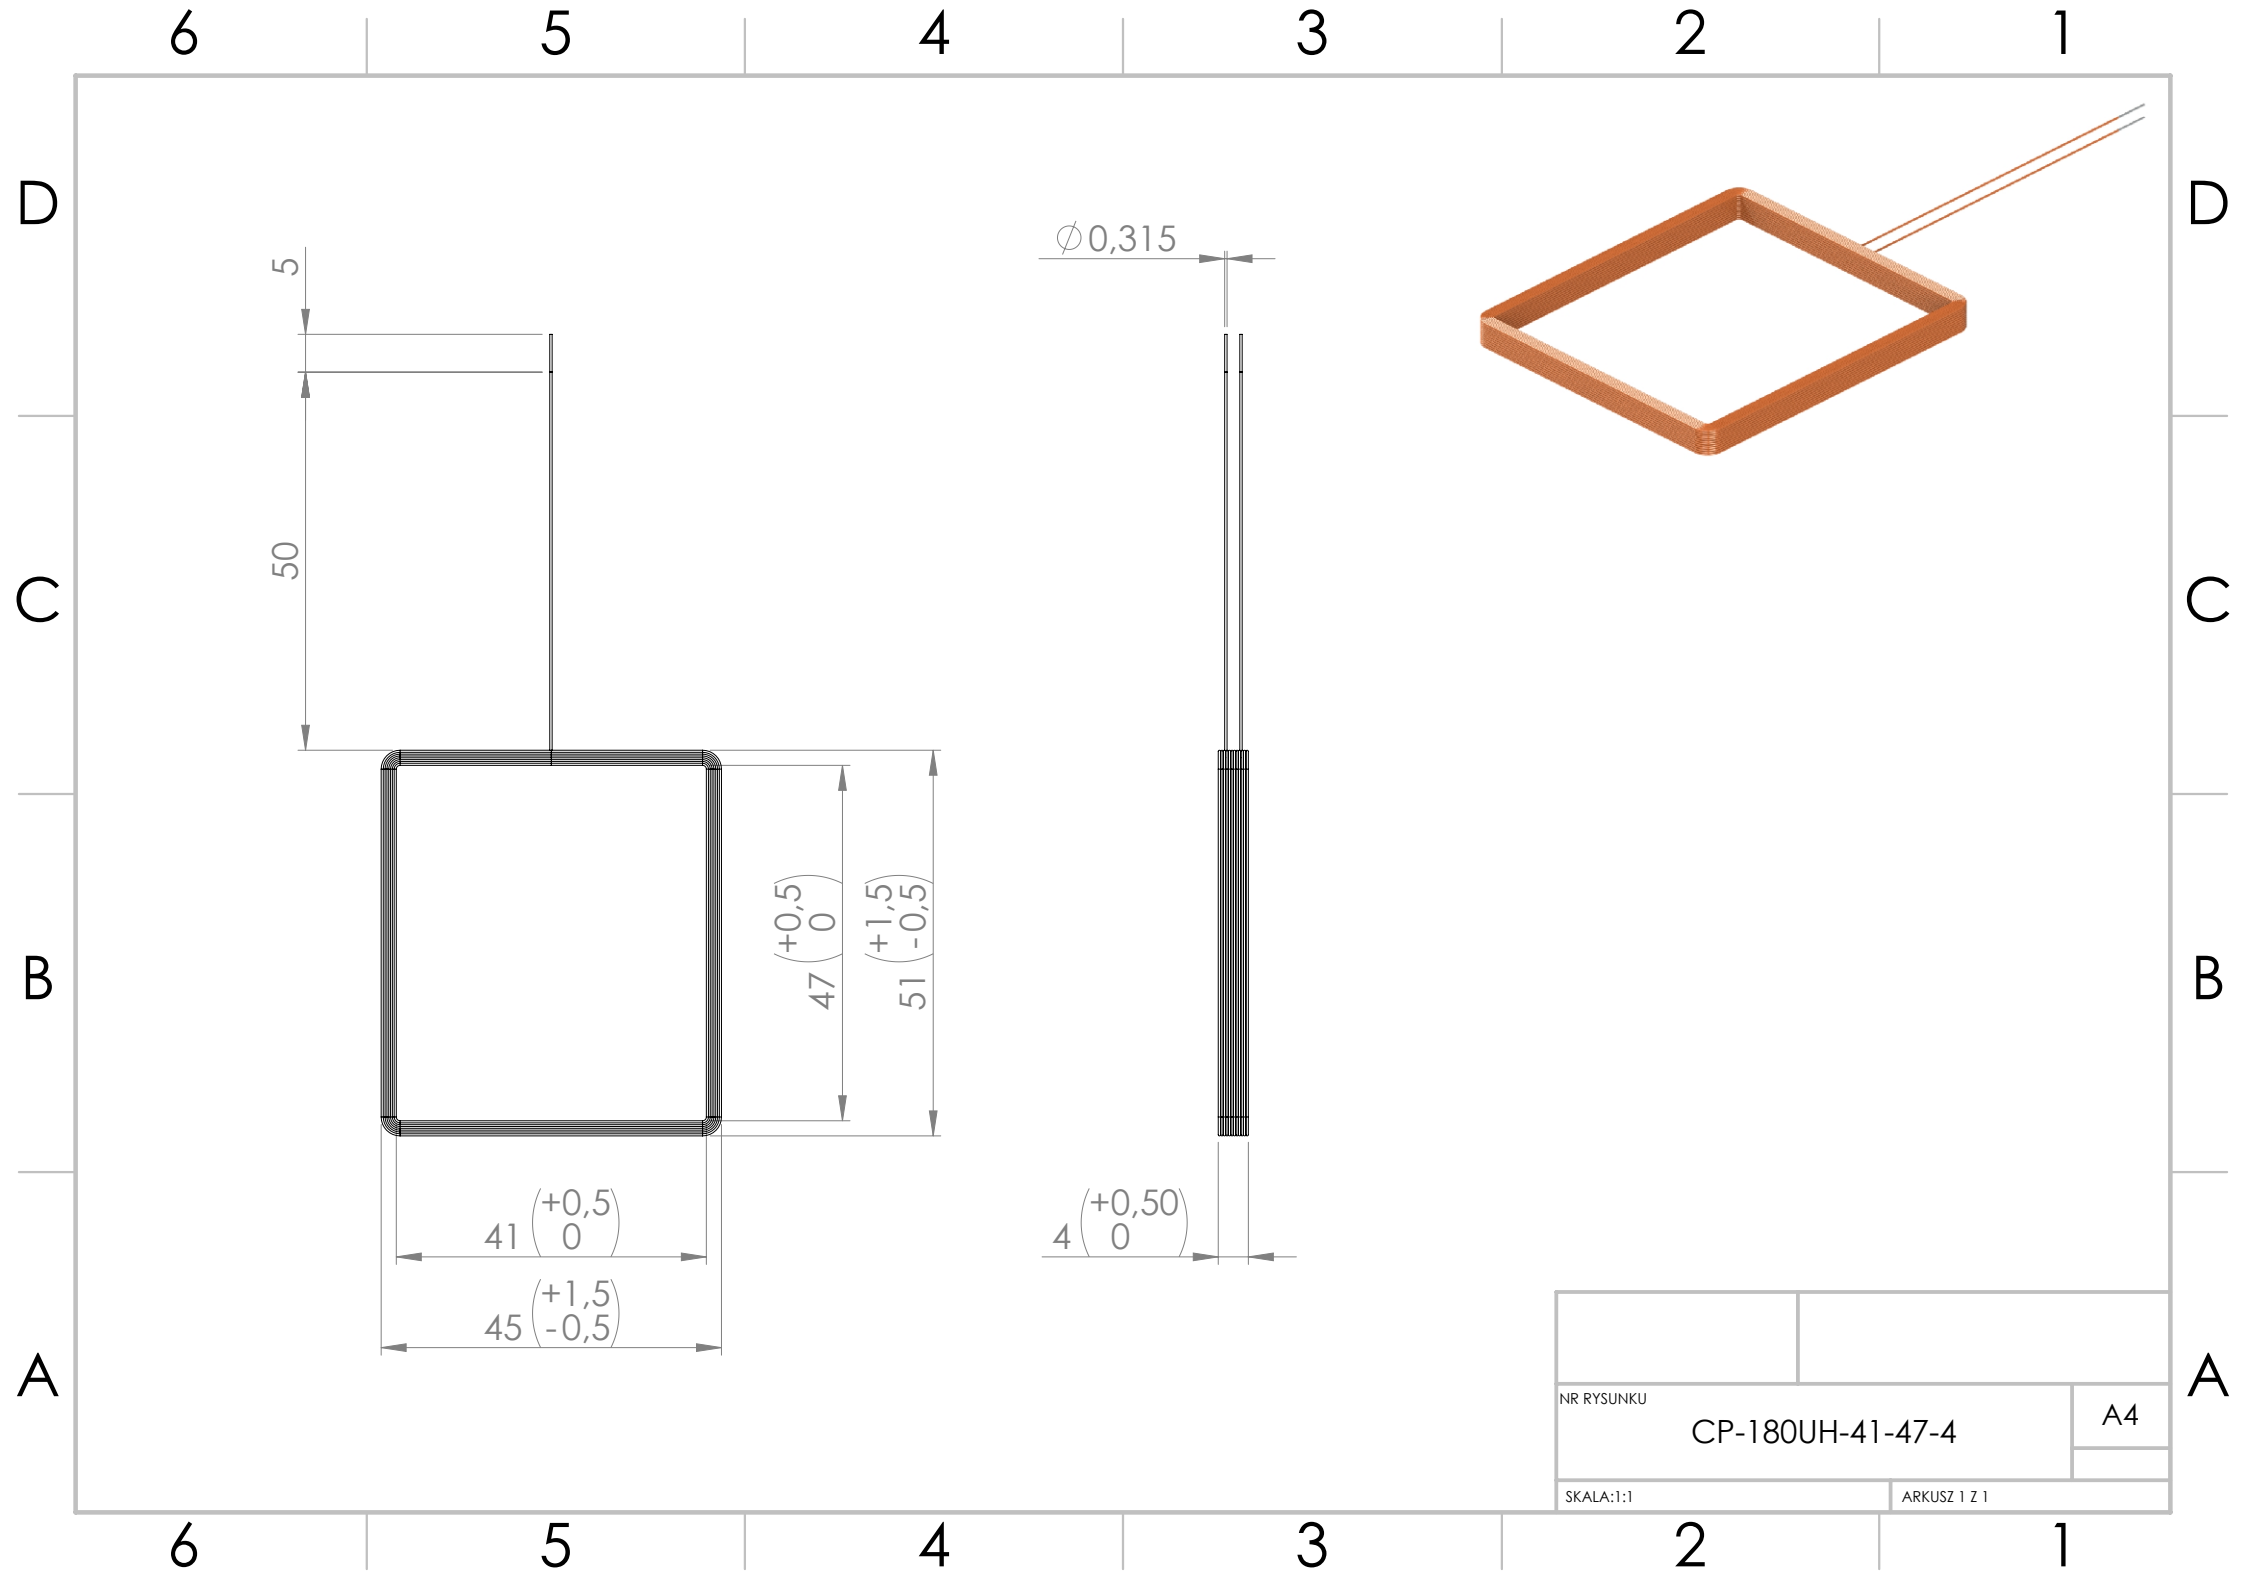 6 5 4 3 2 1
D D
⌀0,315
5
50
C C
47 (+0,5 0)
51 (+1,5 -0,5)
B B
41 (+0,5 0)
4 (+0,50 0)
45 (+1,5 -0,5)
A A
NR RYSUNKU
CP-180UH-41-47-4
A4
SKALA:1:1
ARKUSZ 1 Z 1
6 5 4 3 2 1